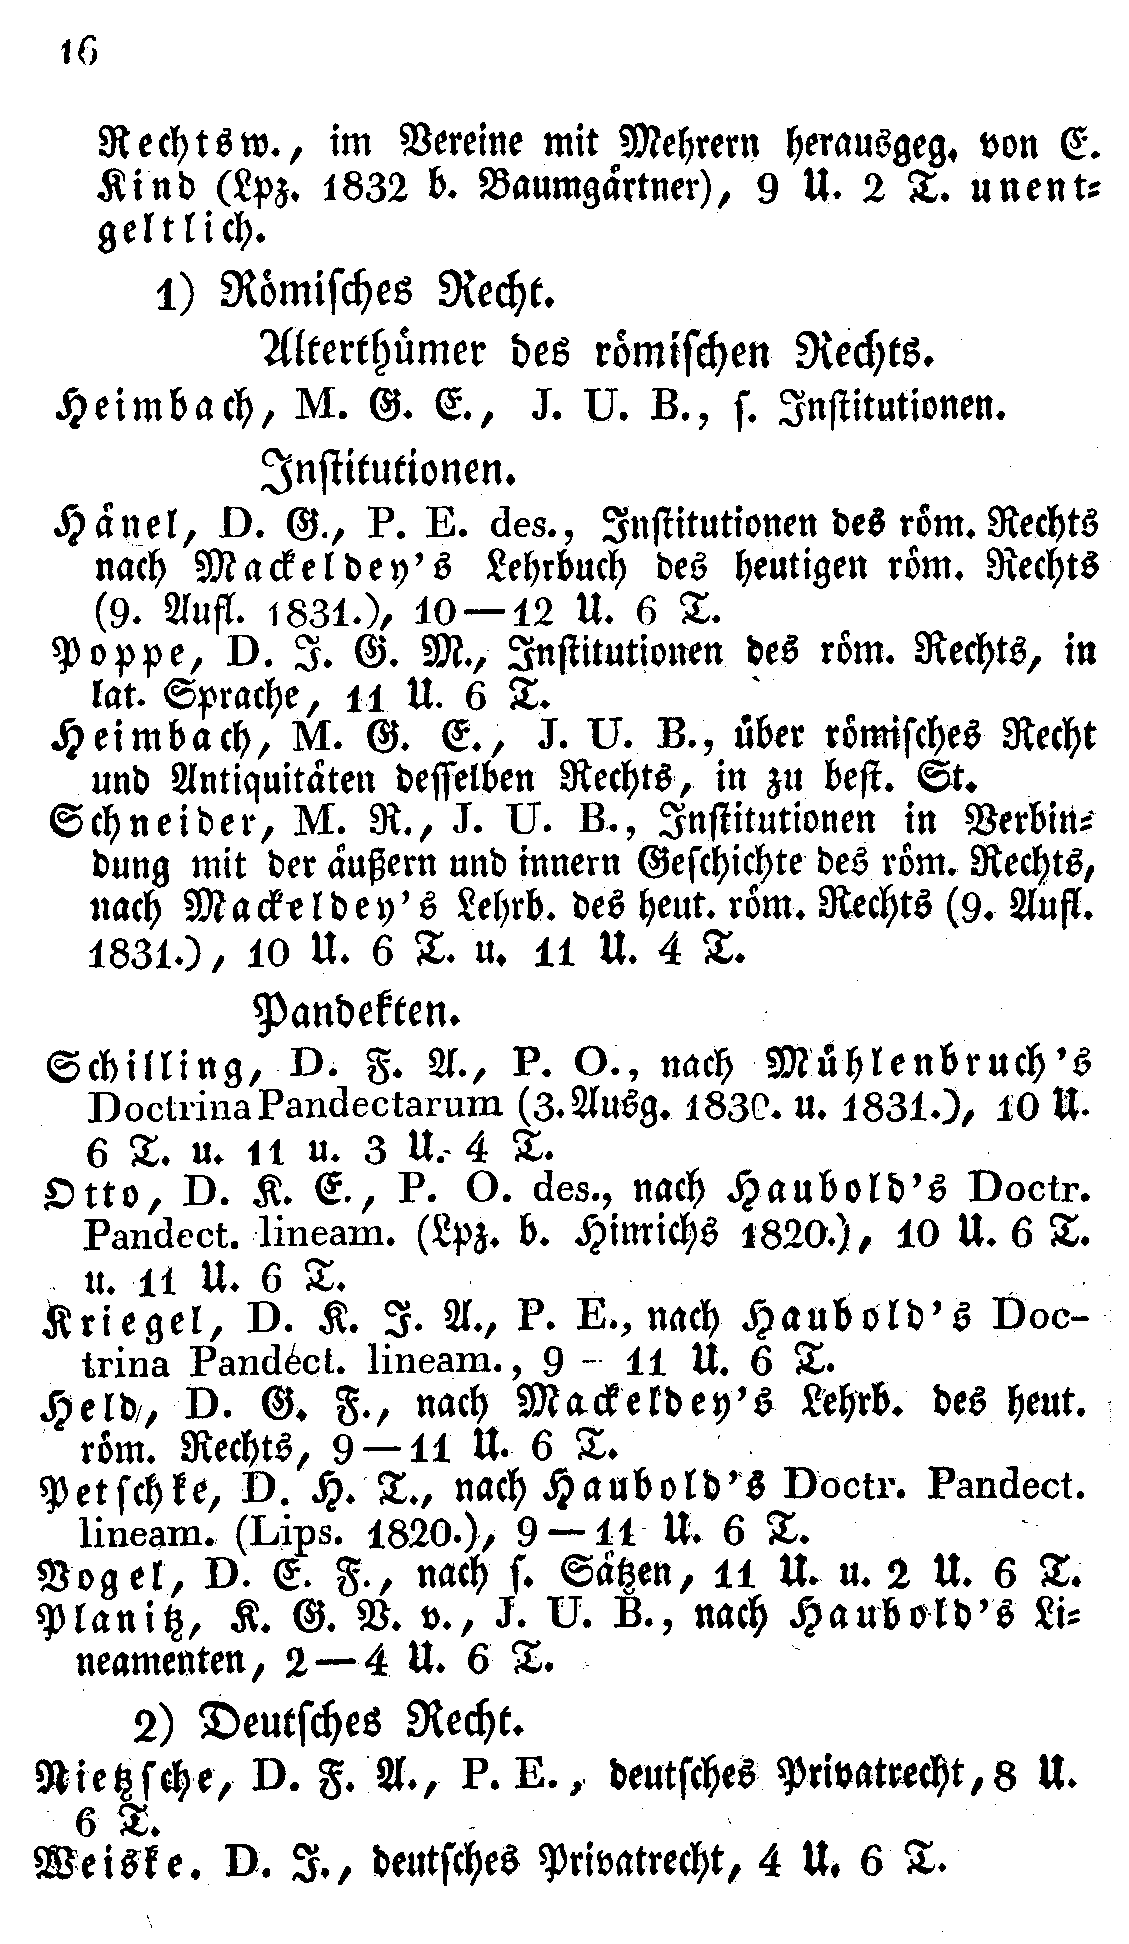 16
Rechtsw., im Vereine mit Mehrern herausgeg. von E.
Kind (Lpz. 1832 b. Baumgärtner), 9 U. 2 T. unent-
geltlich.
1) Römisches Recht.
Alterthümer des römischen Rechts.
Heimbach, M. G. E., J. U. B., s. Institutionen.
Institutionen.
Hänel, D. G., P. E. des., Institutionen des röm. Rechts
nach Mackeldey's Lehrbuch des heutigen röm. Rechts
(9. Aufl. 1831.), 10—12 U. 6 T.
Poppe, D. J. G. M., Institutionen des röm. Rechts, in
lat. Sprache, 11 U. 6 T.
Heimbach, M. G. E., J. U. B., über römisches Recht
und Antiquitäten desselben Rechts, in zu best. St.
Schneider, M. R., J. U. B., Institutionen in Verbin-
dung mit der äußern und innern Geschichte des röm. Rechts,
nach Mackeldey's Lehrb. des heut. röm. Rechts (9. Aufl.
1831.), 10 U. 6 T. u. 11 U. 4 T.
Pandekten.
Schilling, D. F. A., P. O., nach Mühlenbruch's
Doctrina Pandectarum (3. Ausg. 1830. u. 1831.), 10 U.
6 T. u. 11 u. 3 U. 4 T.
Otto, D. K. E., P. O. des., nach Haubold's Doctr.
Pandect. lineam. (Lpz. b. Hinrichs 1820.), 10 U. 6 T.
u. 11 U. 6 T.
Kriegel, D. K. J. A., P. E., nach Haubold's Doc-
trina Pandect. lineam., 9 - 11 U. 6 T.
Held, D. G. F., nach Mackeldey's Lehrb. des heut.
röm. Rechts, 9—11 U. 6 T.
Petschke, D. H. T., nach Haubold's Doctr. Pandect.
lineam. (Lips. 1820.), 9—11 U. 6 T.
Vogel, D. E. F., nach s. Sätzen, 11 U. u. 2 U. 6 T.
Planitz, K. G. V. v., J. U. B., nach Haubold's Li-
neamenten, 2—4 U. 6 T.
2) Deutsches Recht.
Nietzsche, D. F. A., P. E., deutsches Privatrecht, 8 U.
6 T.
Weiske. D. J., deutsches Privatrecht, 4 U. 6 T.